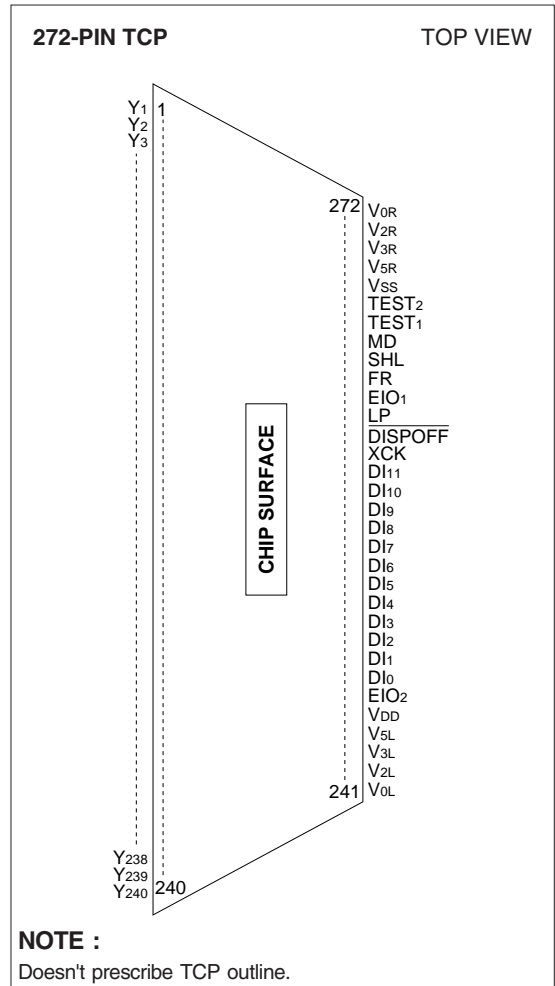 272-PIN TCP TOP VIEW
Y1 1
Y2
Y3
272 V0R
V2R
V3R
V5R
VSS
TEST2
TEST1
MD
SHL
FR
EIO1
LP
DISPOFF
XCK
DI11
DI10
DI9
DI8
DI7
DI6
DI5
DI4
DI3
DI2
DI1
DI0
EIO2
VDD
V5L
V3L
V2L
241 V0L
CHIP SURFACE
Y238
Y239
Y240 240
NOTE :
Doesn't prescribe TCP outline.